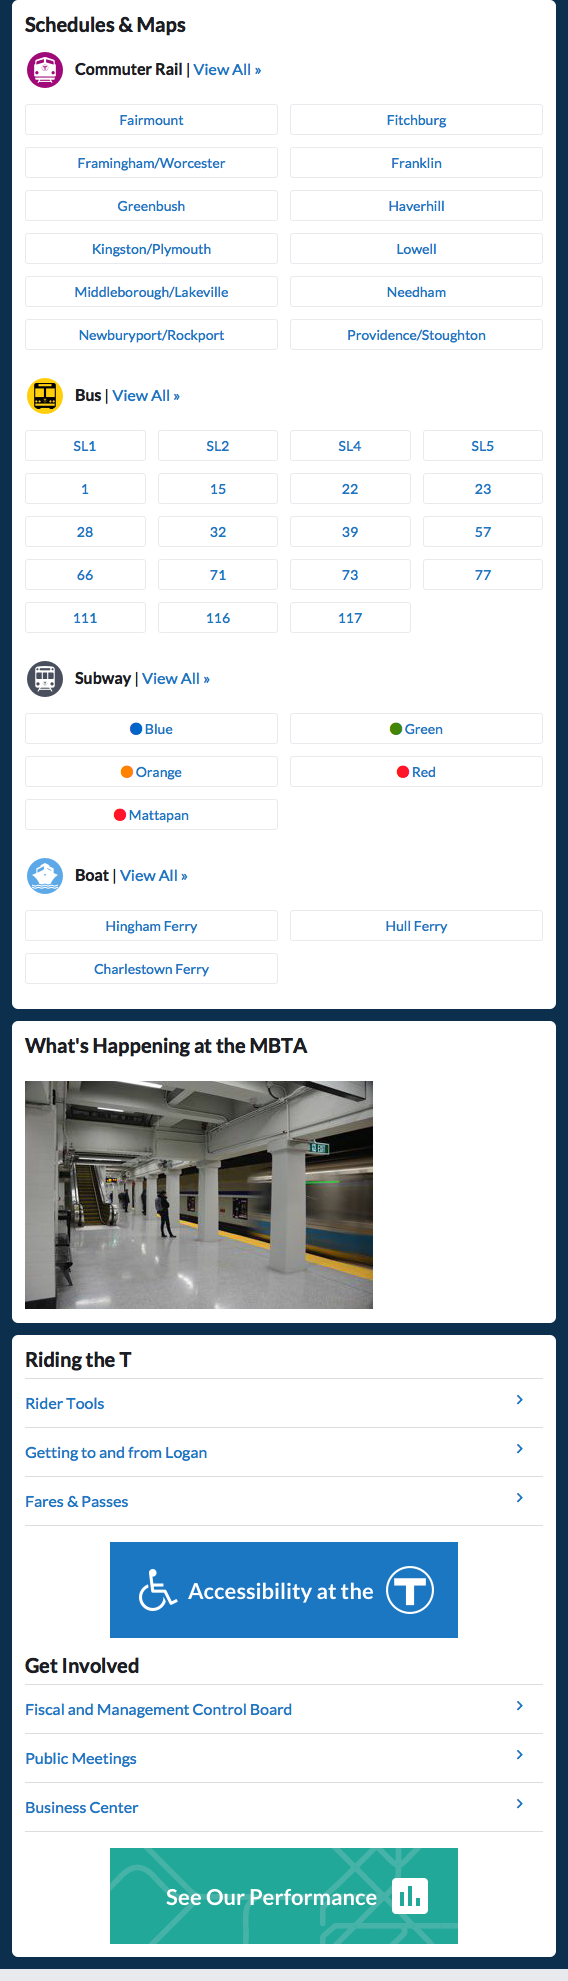 Schedules & Maps
Commuter Rail | View All »
Fairmount Fitchburg
Framingham/Worcester Franklin
Greenbush Haverhill
Kingston/Plymouth Lowell
Middleborough/Lakeville Needham
Newburyport/Rockport Providence/Stoughton
Bus | View All »
SL1 SL2 SL4 SL5
1 15 22 23
28 32 39 57
66 71 73 77
111 116 117
Subway | View All »
Blue Green
Orange Red
Mattapan
Boat | View All »
Hingham Ferry Hull Ferry
Charlestown Ferry
What's Happening at the MBTA
EXIT
Riding the T
Rider Tools
Getting to and from Logan
Fares & Passes
Accessibility at the T
Get Involved
Fiscal and Management Control Board
Public Meetings
Business Center
See Our Performance